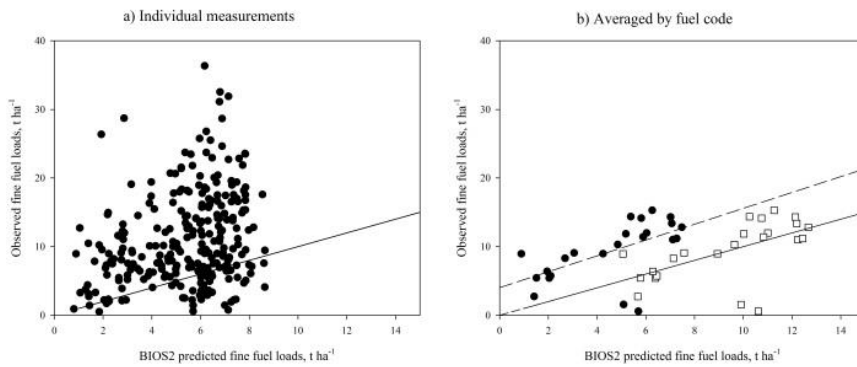 a) Individual measurements
40
30
20
10
0
Observed fine fuel loads, t ha⁻¹
0 2 4 6 8 10 12 14
BIOS2 predicted fine fuel loads, t ha⁻¹
b) Averaged by fuel code
40
30
20
10
0
Observed fine fuel loads, t ha⁻¹
0 2 4 6 8 10 12 14
BIOS2 predicted fine fuel loads, t ha⁻¹